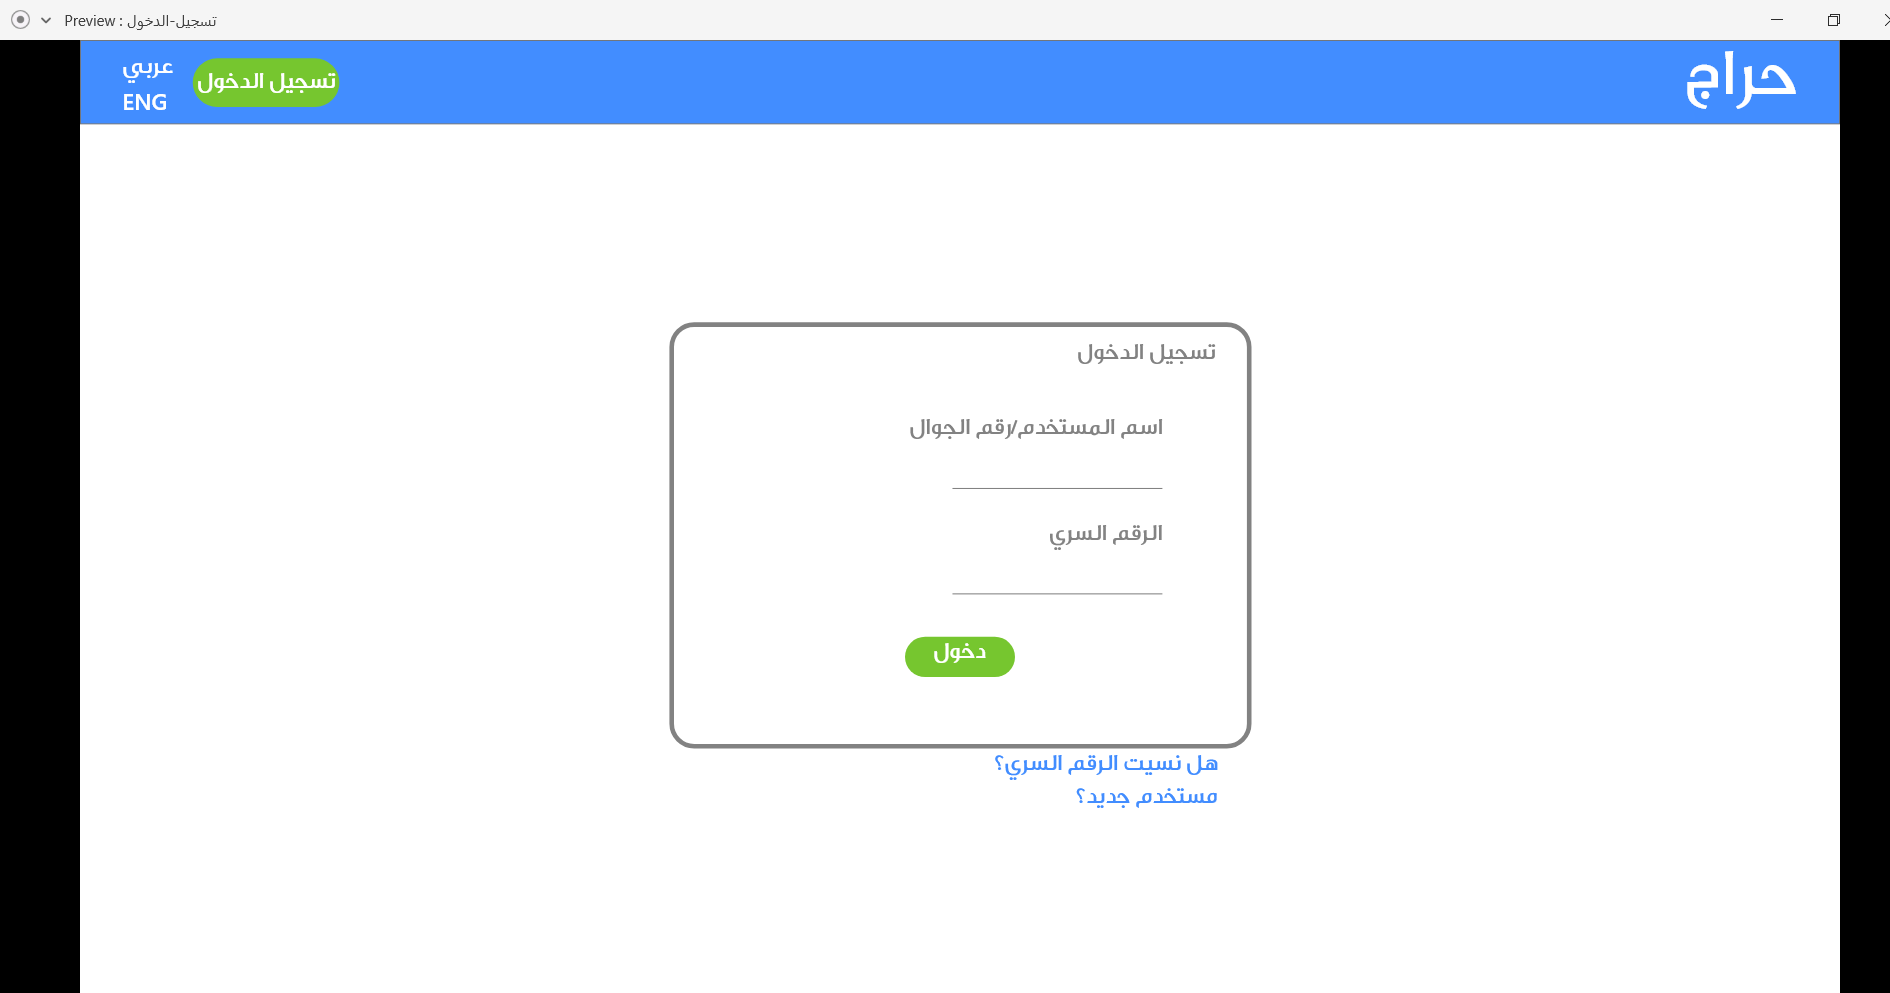 Preview : تسجيل-الدخول
حراج
تسجيل الدخول
عربي
ENG
تسجيل الدخول
اسم المستخدم/رقم الجوال
الرقم السري
دخول
هل نسيت الرقم السري؟
مستخدم جديد؟